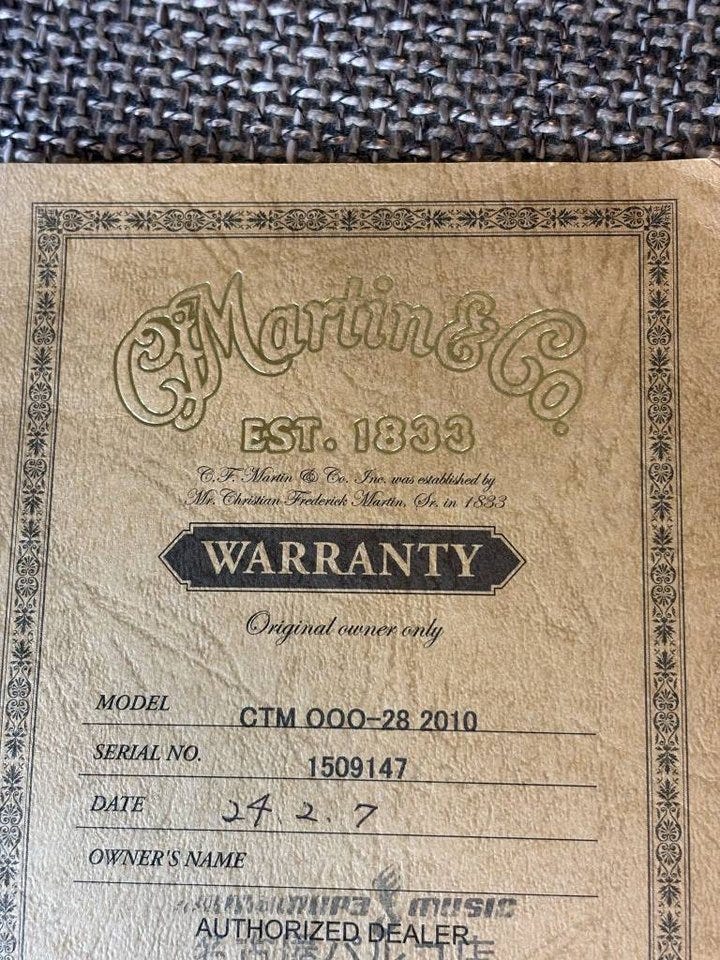 CF Martin & Co.
EST. 1833
C.F. Martin & Co. Inc. was established by
Mr. Christian Frederick Martin, Sr. in 1833
WARRANTY
Original owner only
MODEL CTM OOO-28 2010
SERIAL NO. 1509147
DATE 24.2.7
OWNER'S NAME
MUSIC
AUTHORIZED DEALER